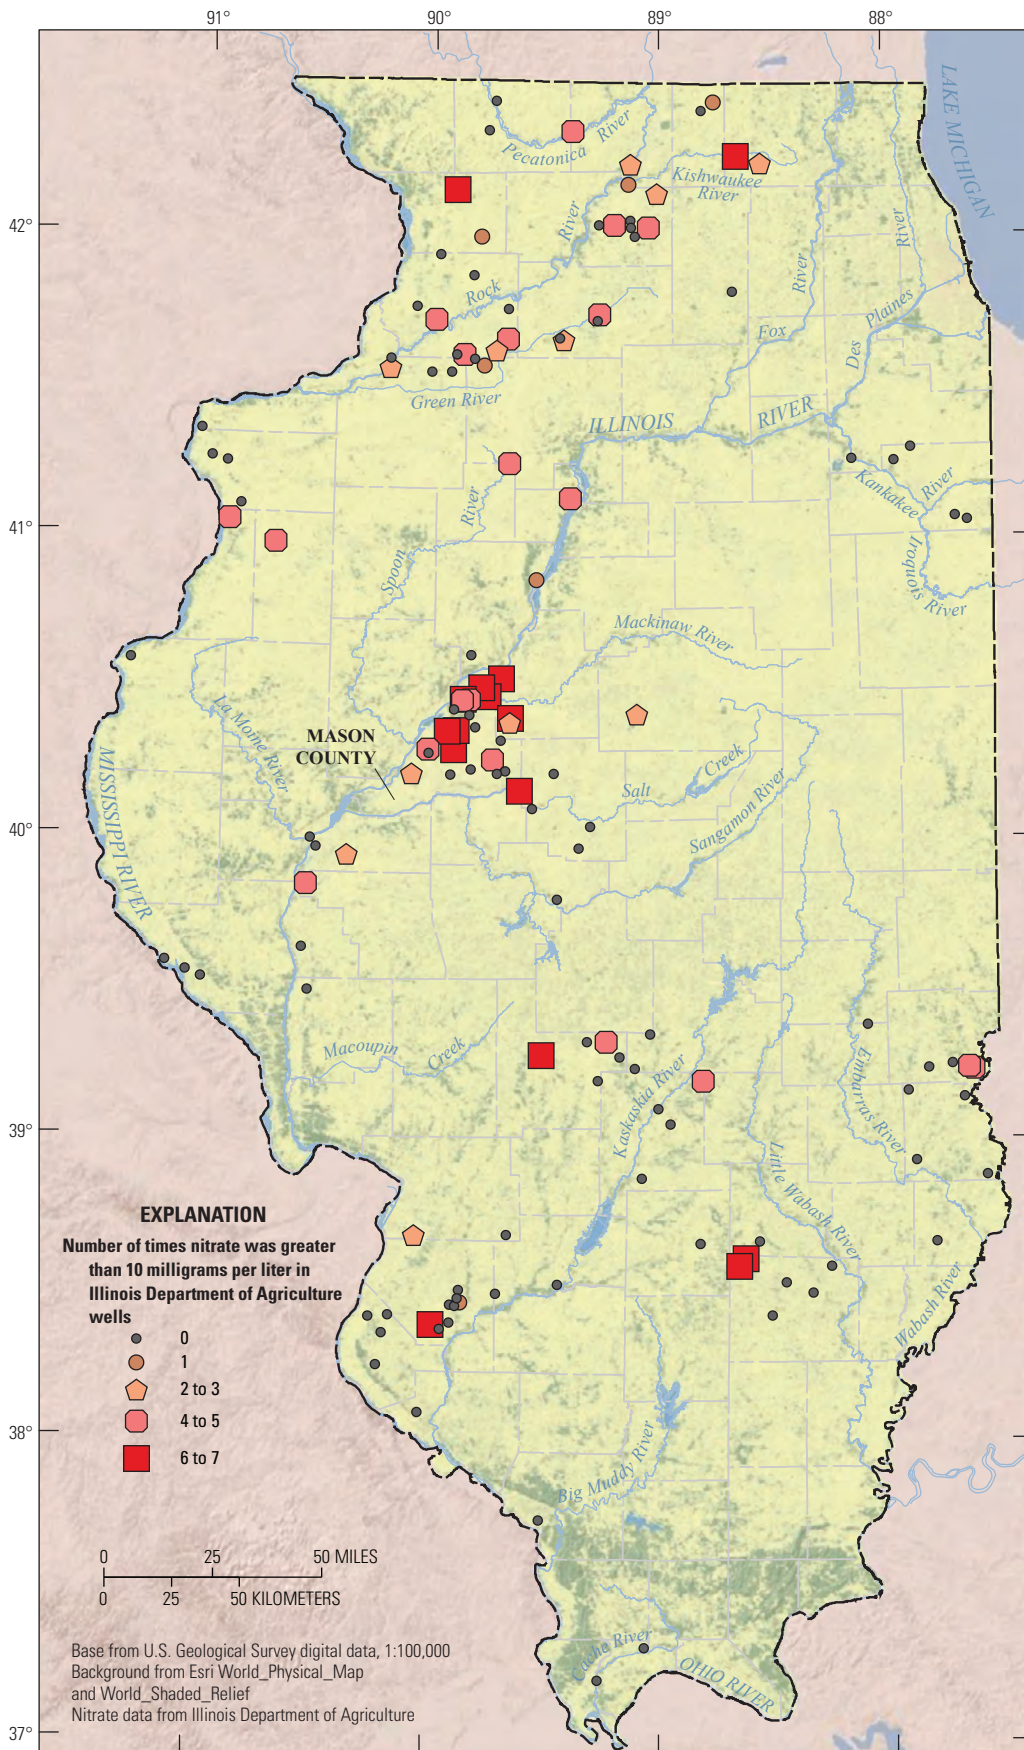 91°
90°
89°
88°
LAKE MICHIGAN
Pecatonica River
Kishwaukee
River
42°
River
River
River
Rock
Plaines
Fox
Des
Green River
ILLINOIS RIVER
River
Kankakee River
41°
Spoon
Iroquois River
Mackinaw River
La Moine River
MASON
COUNTY
Salt Creek
MISSISSIPPI RIVER
Sangamon River
40°
Macoupin Creek
Kaskaskia River
Embarras River
39°
Little Wabash River
Wabash River
EXPLANATION
Number of times nitrate was greater
than 10 milligrams per liter in
Illinois Department of Agriculture
wells
0
1
2 to 3
4 to 5
6 to 7
38°
Big Muddy River
0 25 50 MILES
0 25 50 KILOMETERS
Cache River
OHIO RIVER
Base from U.S. Geological Survey digital data, 1:100,000
Background from Esri World_Physical_Map
and World_Shaded_Relief
Nitrate data from Illinois Department of Agriculture
37°